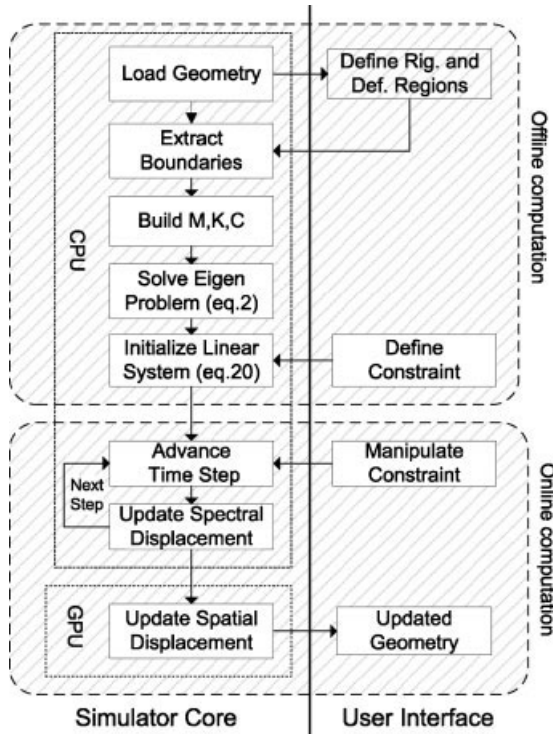 Load Geometry
Define Rig. and
Def. Regions
Extract
Boundaries
Build M,K,C
Solve Eigen
Problem (eq.2)
Initialize Linear
System (eq.20)
Define
Constraint
CPU
Offline computation
Advance
Time Step
Manipulate
Constraint
Next
Step
Update Spectral
Displacement
Update Spatial
Displacement
Updated
Geometry
GPU
Online computation
Simulator Core
User Interface